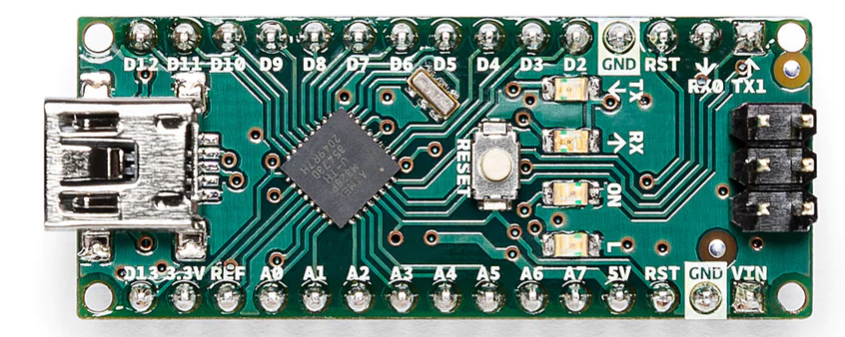 D12 D11 D10 D9 D8 D7 D6 D5 D4 D3 D2 GND RST RX0 TX1
TX
RX
RESET
ON
L
D13 3.3V REF A0 A1 A2 A3 A4 A5 A6 A7 5V RST GND VIN